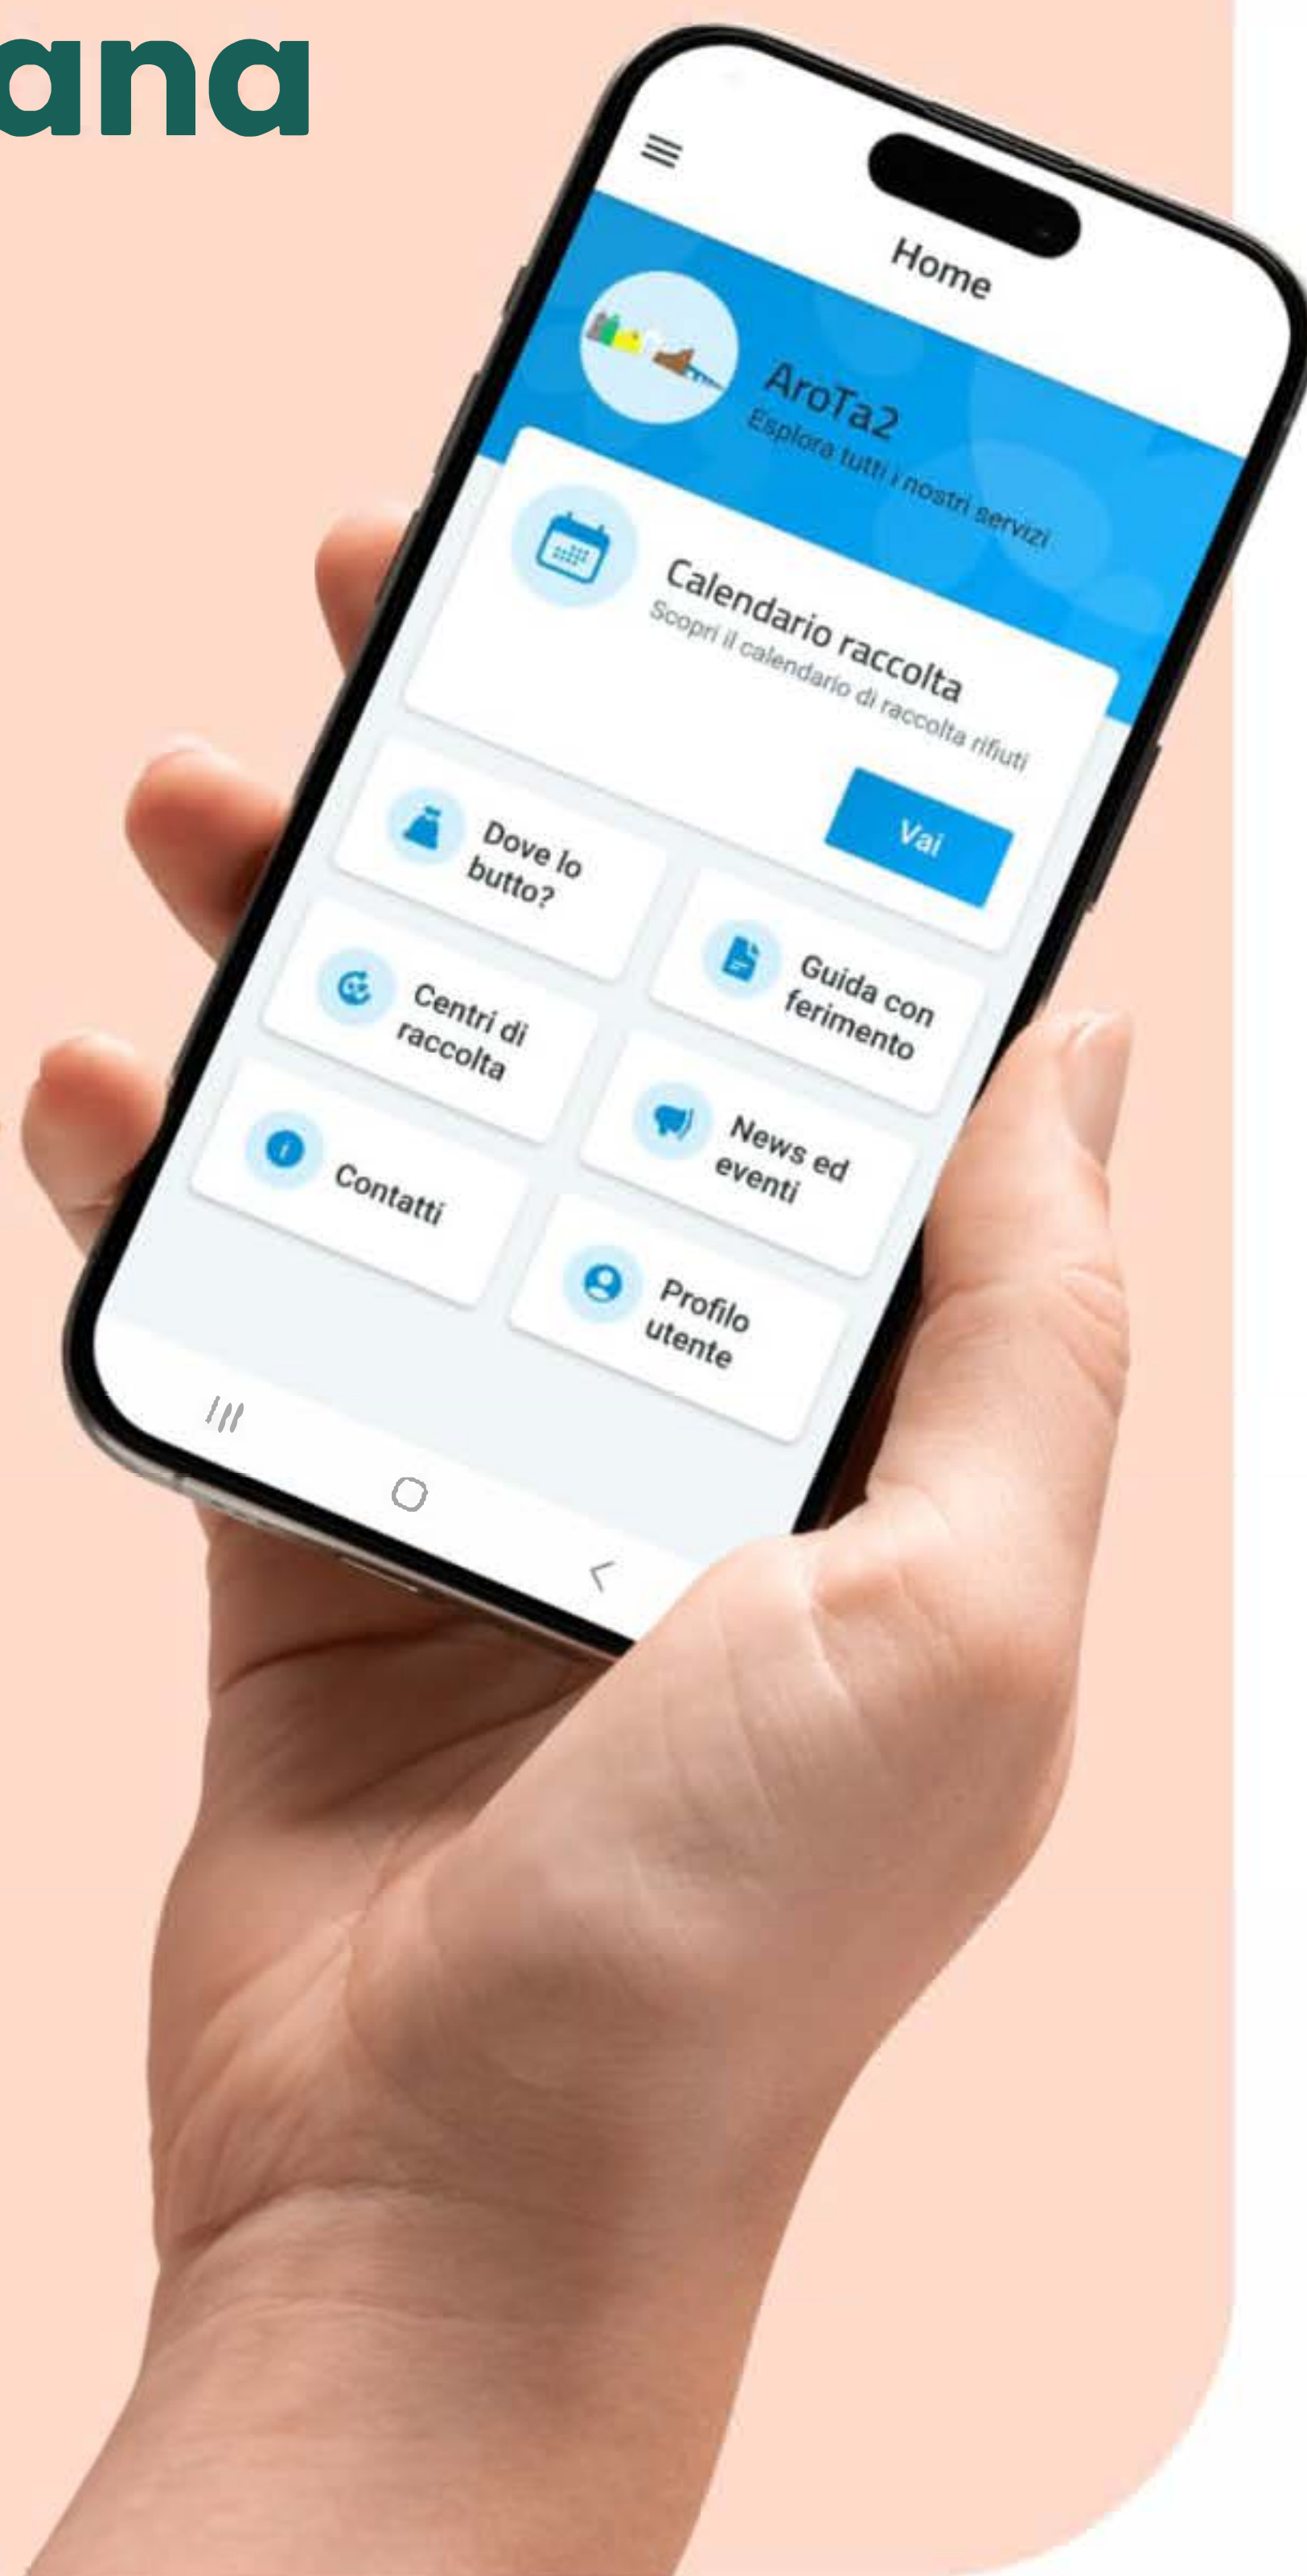 ana
Home
AroTa2
Esplora tutti i nostri servizi
Calendario raccolta
Scopri il calendario di raccolta rifiuti
Vai
Dove lo
butto?
Guida con
ferimento
Centri di
raccolta
News ed
eventi
Contatti
Profilo
utente